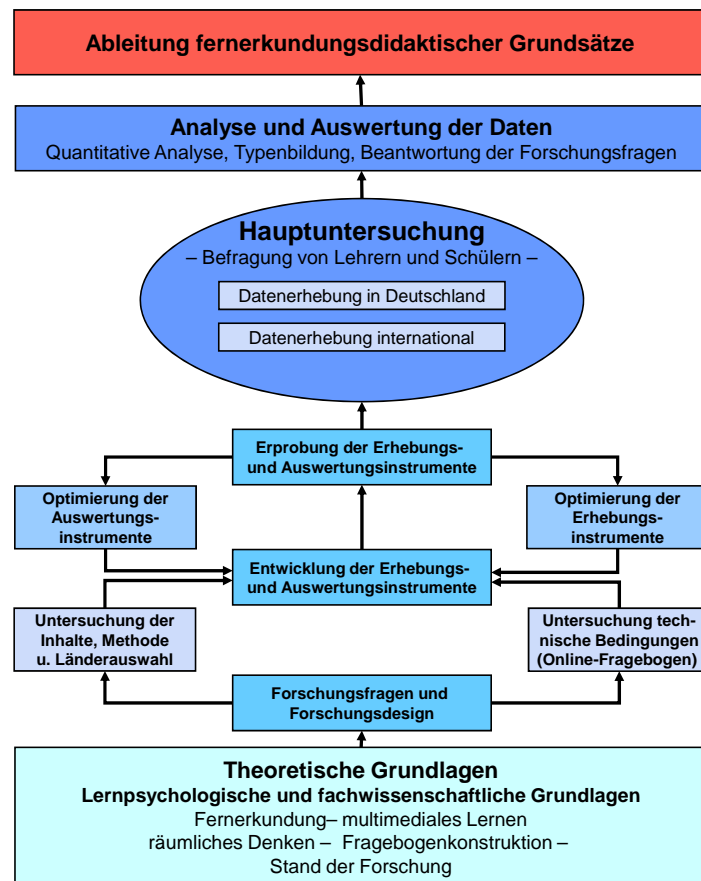 Ableitung fernerkundungsdidaktischer Grundsätze
Analyse und Auswertung der Daten
Quantitative Analyse, Typenbildung, Beantwortung der Forschungsfragen
Hauptuntersuchung
– Befragung von Lehrern und Schülern –
Datenerhebung in Deutschland
Datenerhebung international
Erprobung der Erhebungs-
und Auswertungsinstrumente
Optimierung der
Auswertungs-
instrumente
Optimierung der
Erhebungs-
instrumente
Entwicklung der Erhebungs-
und Auswertungsinstrumente
Untersuchung der
Inhalte, Methode
u. Länderauswahl
Untersuchung tech-
nische Bedingungen
(Online-Fragebogen)
Forschungsfragen und
Forschungsdesign
Theoretische Grundlagen
Lernpsychologische und fachwissenschaftliche Grundlagen
Fernerkundung– multimediales Lernen
räumliches Denken – Fragebogenkonstruktion –
Stand der Forschung